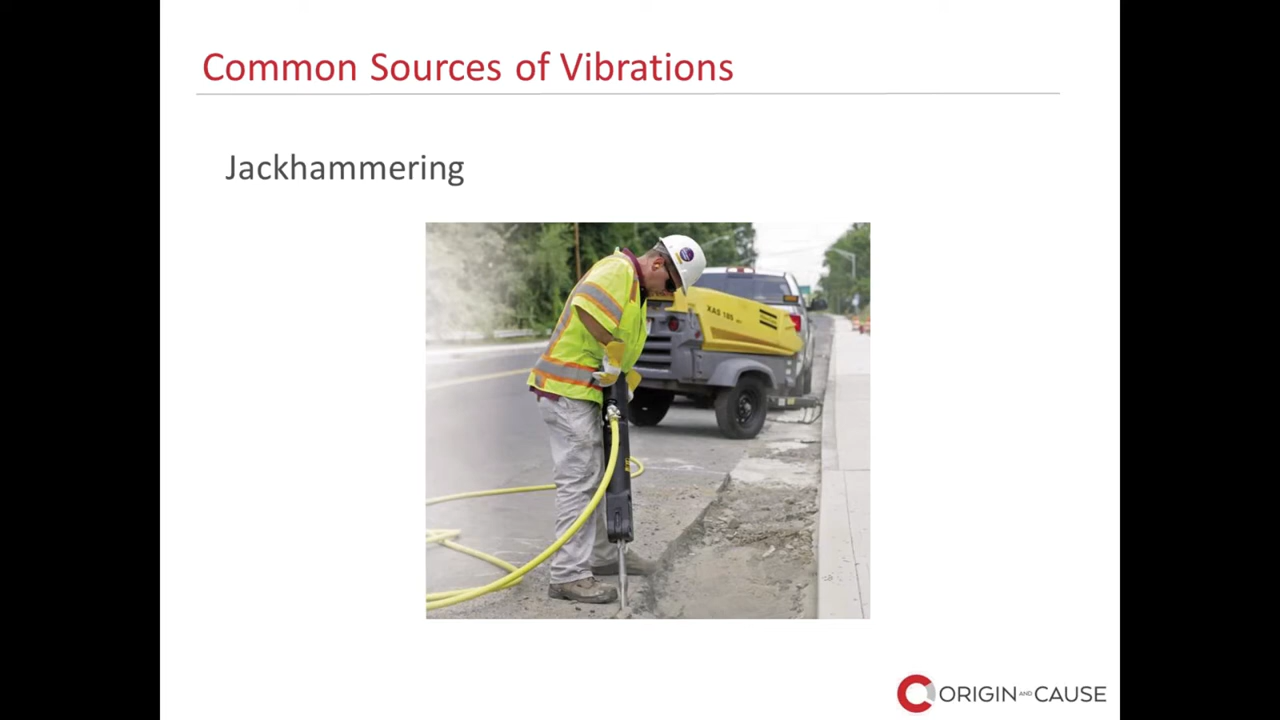 Common Sources of Vibrations
Jackhammering
XAS 185
ORIGIN AND CAUSE